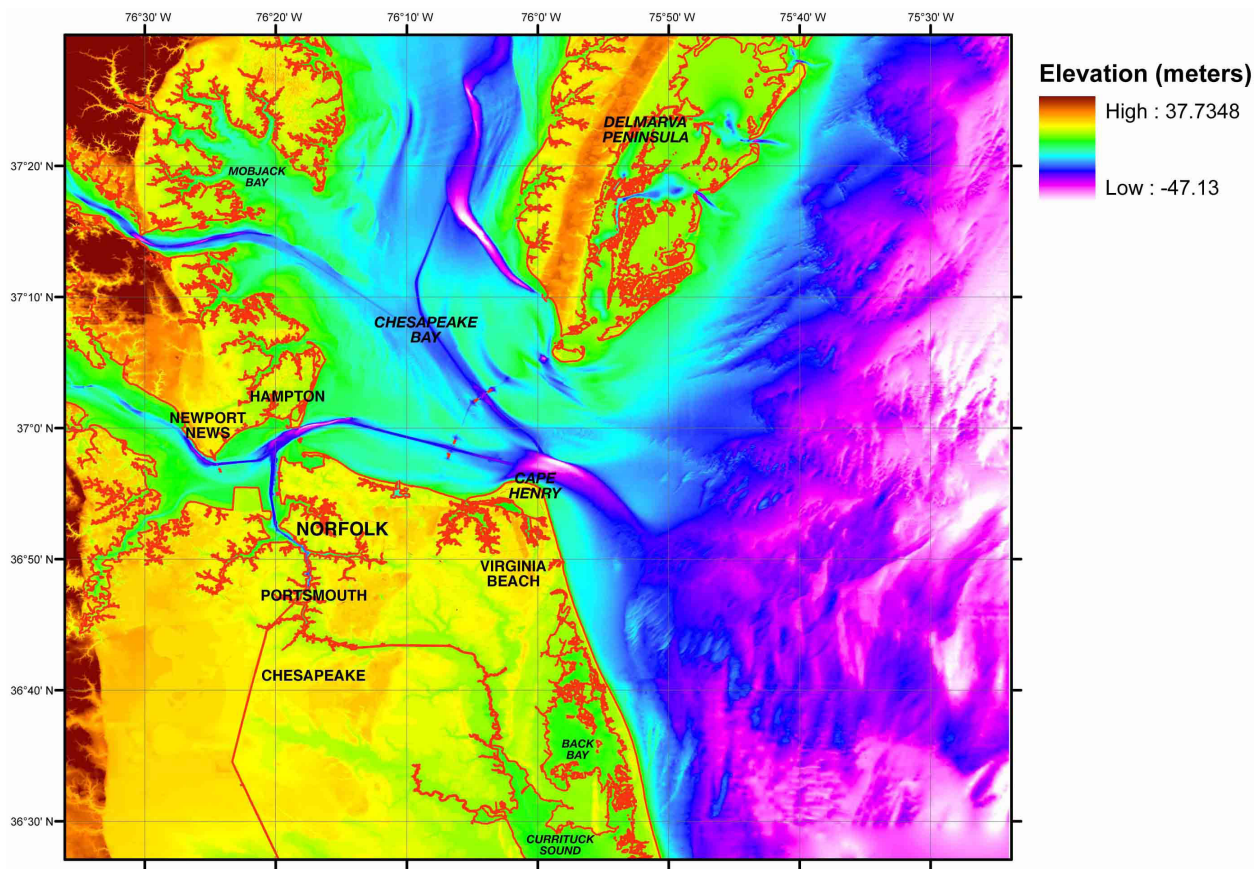 76°30' W
76°20' W
76°10' W
76°0' W
75°50' W
75°40' W
75°30' W
Elevation (meters)
High : 37.7348
Low : -47.13
DELMARVA
PENINSULA
37°20' N
MOBJACK
BAY
37°10' N
CHESAPEAKE
BAY
HAMPTON
NEWPORT
NEWS
37°0' N
CAPE
HENRY
NORFOLK
36°50' N
VIRGINIA
BEACH
PORTSMOUTH
CHESAPEAKE
36°40' N
BACK
BAY
36°30' N
CURRITUCK
SOUND